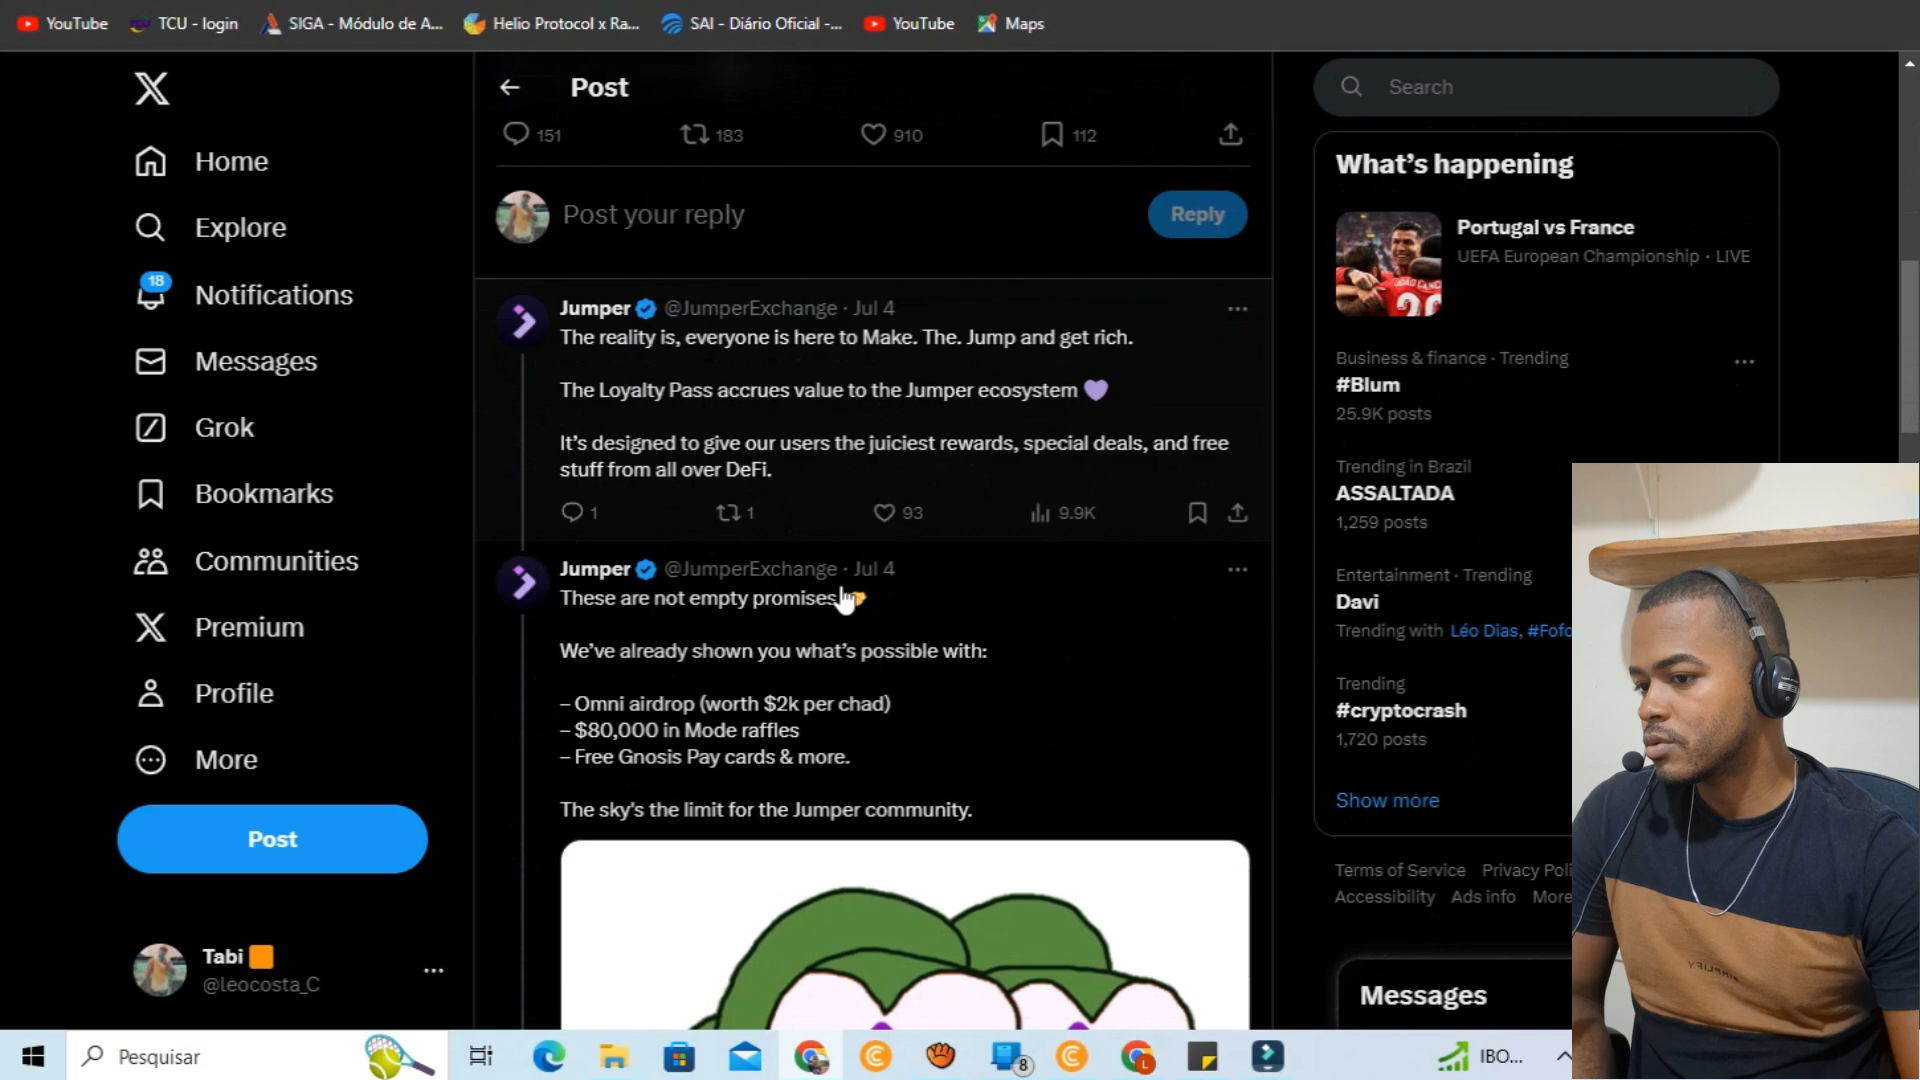 YouTube
TCU - login
SIGA - Módulo de A...
Helio Protocol x Ra...
SAI - Diário Oficial -...
YouTube
Maps
Home
Explore
18
Notifications
Messages
Grok
Bookmarks
Communities
Premium
Profile
More
Post
Tabi
@leocosta_C
Post
151
183
910
112
Post your reply
Reply
Jumper @JumperExchange · Jul 4
The reality is, everyone is here to Make. The. Jump and get rich.
The Loyalty Pass accrues value to the Jumper ecosystem
It's designed to give our users the juiciest rewards, special deals, and free
stuff from all over DeFi.
1
1
93
9.9K
Jumper @JumperExchange · Jul 4
These are not empty promises
We've already shown you what's possible with:
– Omni airdrop (worth $2k per chad)
– $80,000 in Mode raffles
– Free Gnosis Pay cards & more.
The sky's the limit for the Jumper community.
Search
What's happening
Portugal vs France
UEFA European Championship · LIVE
Business & finance · Trending
#Blum
25.9K posts
Trending in Brazil
ASSALTADA
1,259 posts
Entertainment · Trending
Davi
Trending with Léo Dias, #Fofo
Trending
#cryptocrash
1,720 posts
Show more
Terms of Service Privacy Poli
Accessibility Ads info More
Messages
Pesquisar
8
L
IBO...